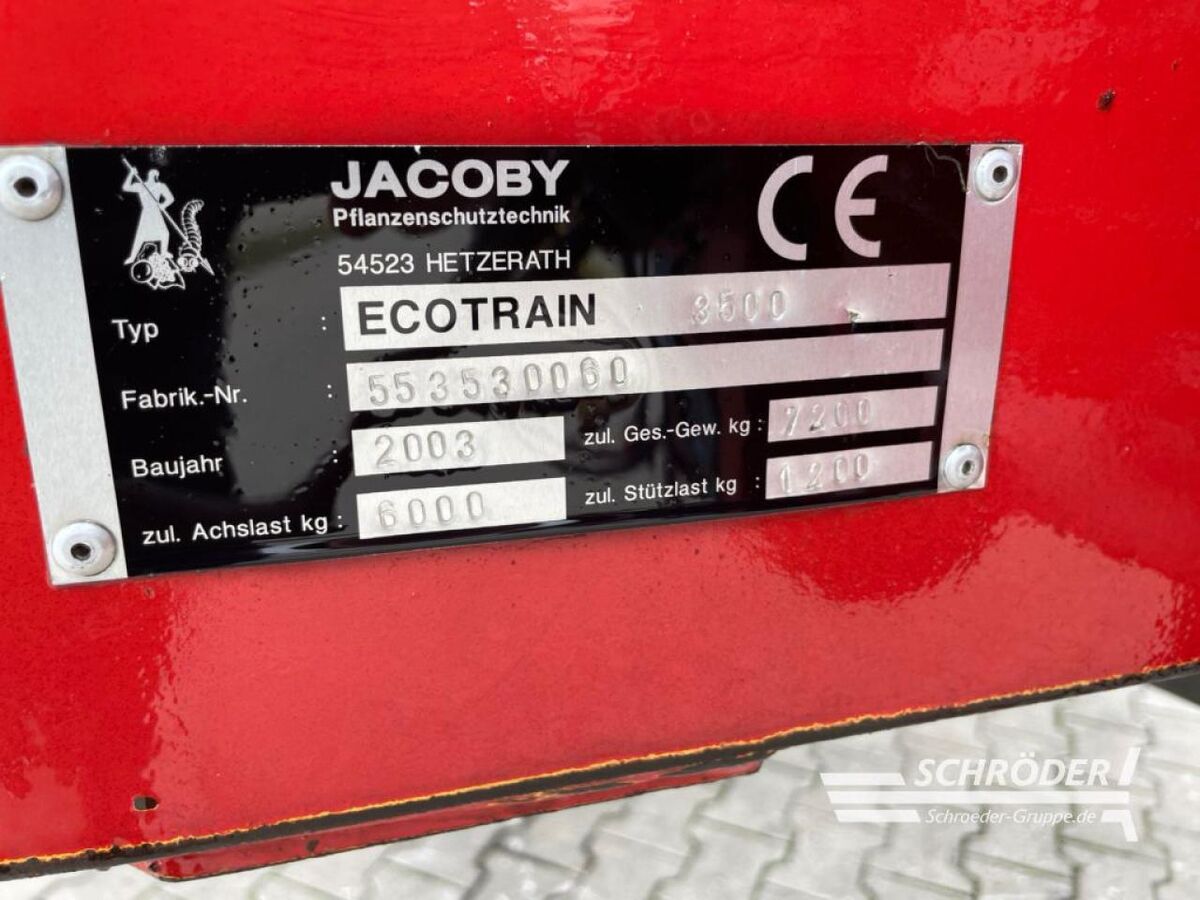 JACOBY
Pflanzenschutztechnik
CE
54523 HETZERATH
Typ : ECOTRAIN 3500
Fabrik.-Nr. : 553530060
Baujahr : 2003 zul. Ges.-Gew. kg : 7200
zul. Achslast kg : 6000 zul. Stützlast kg : 1200
SCHRÖDER
Schroeder-Gruppe.de